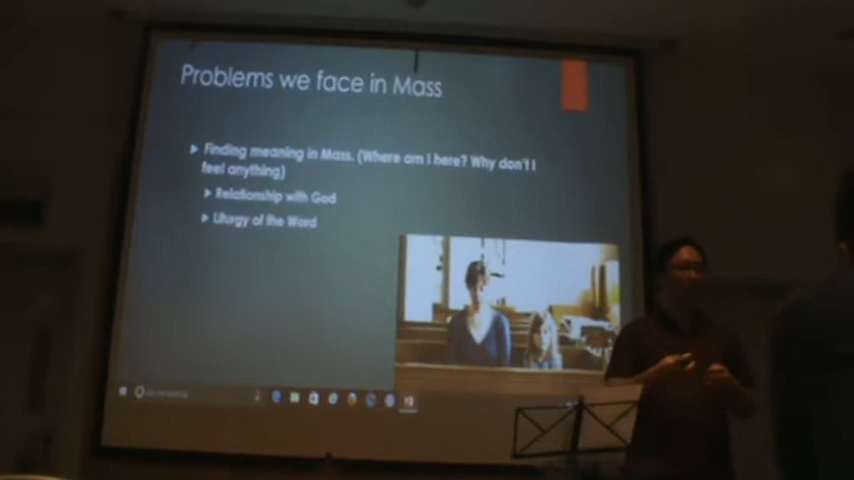 Problems we face in Mass
Finding meaning in Mass. (Where am I here? Why don't I
feel anything)
Relationship with God
Liturgy of the Word